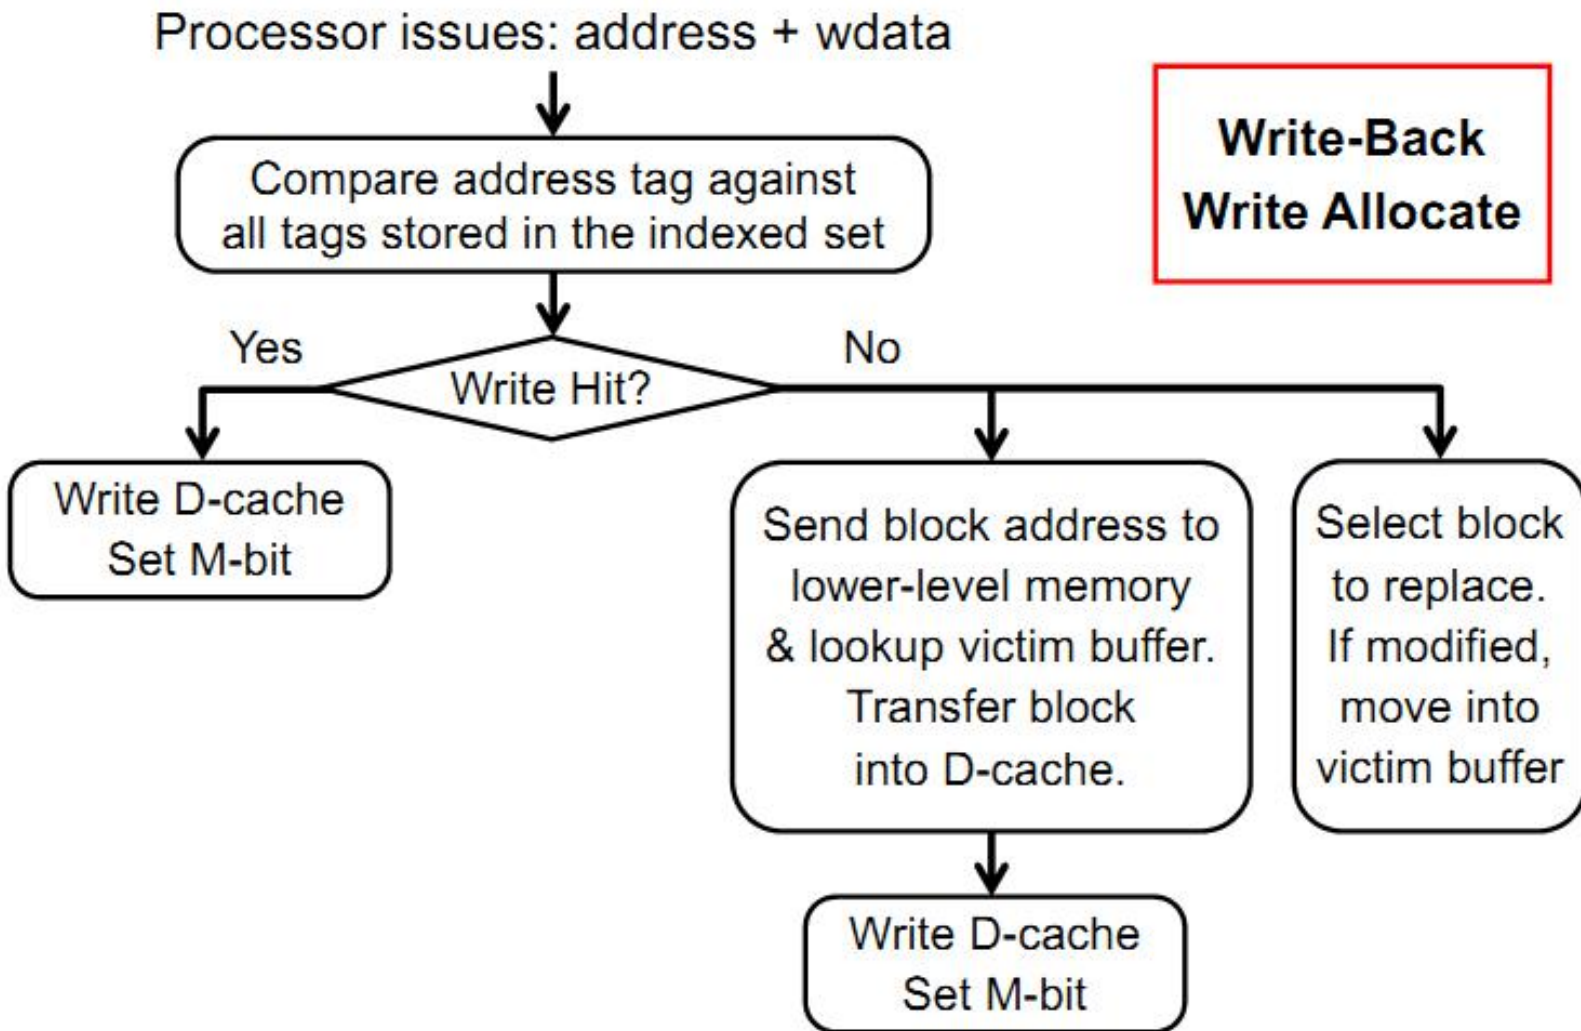 Processor issues: address + wdata
Write-Back
Write Allocate
Compare address tag against
all tags stored in the indexed set
Yes
No
Write Hit?
Write D-cache
Set M-bit
Send block address to
lower-level memory
& lookup victim buffer.
Transfer block
into D-cache.
Select block
to replace.
If modified,
move into
victim buffer
Write D-cache
Set M-bit